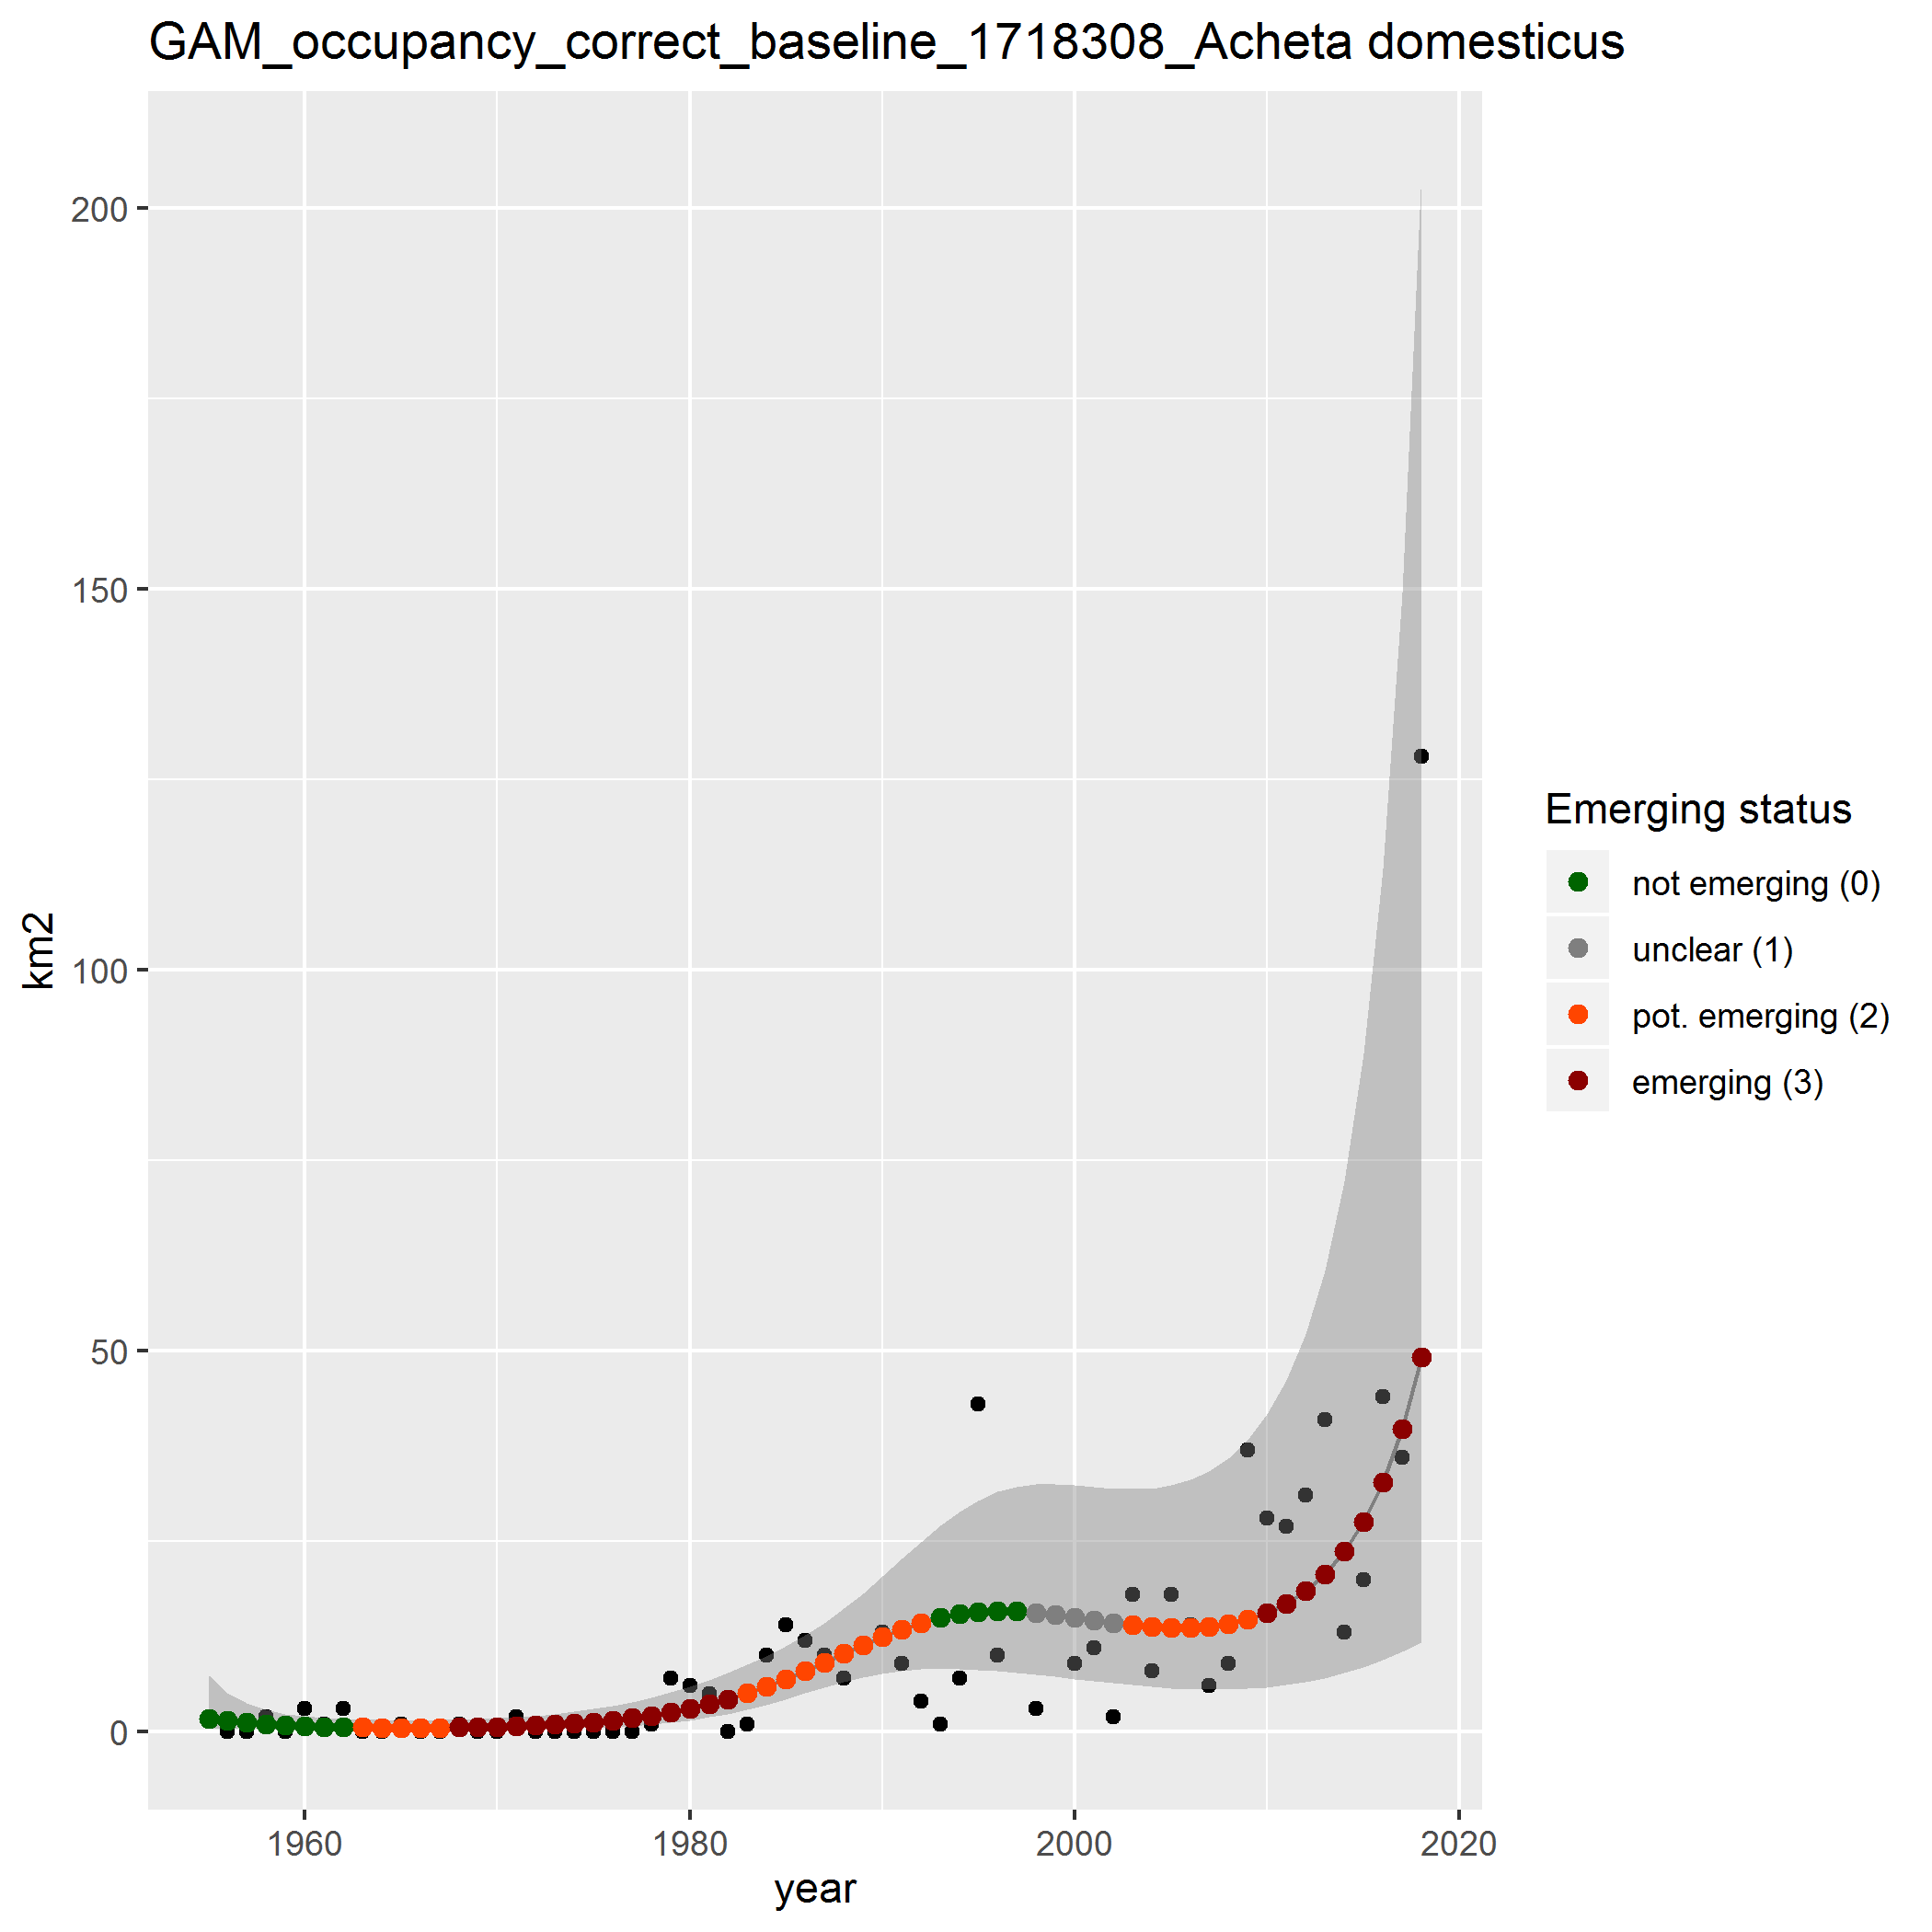 GAM_occupancy_correct_baseline_1718308_Acheta domesticus
200
150
100
50
0
km2
1960 1980 2000 2020
year
Emerging status
not emerging (0)
unclear (1)
pot. emerging (2)
emerging (3)